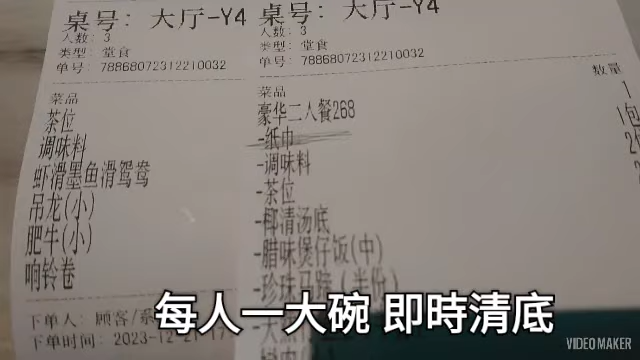 桌号: 大厅-Y4
人数: 3
类型: 堂食
单号: 78868072312210032
菜品
茶位
调味料
虾滑墨鱼滑鸳鸯
吊龙(小)
肥牛(小)
响铃卷
下单人: 顾客/系
下单时间: 2023-12-21
桌号: 大厅-Y4
人数: 3
类型: 堂食
单号: 78868072312210032
菜品 数量
豪华二人餐268 1
-纸巾 1包
-调味料
-茶位
-椰清汤底
-腊味煲仔饭(中)
每人一大碗 即時清底
VIDEO MAKER